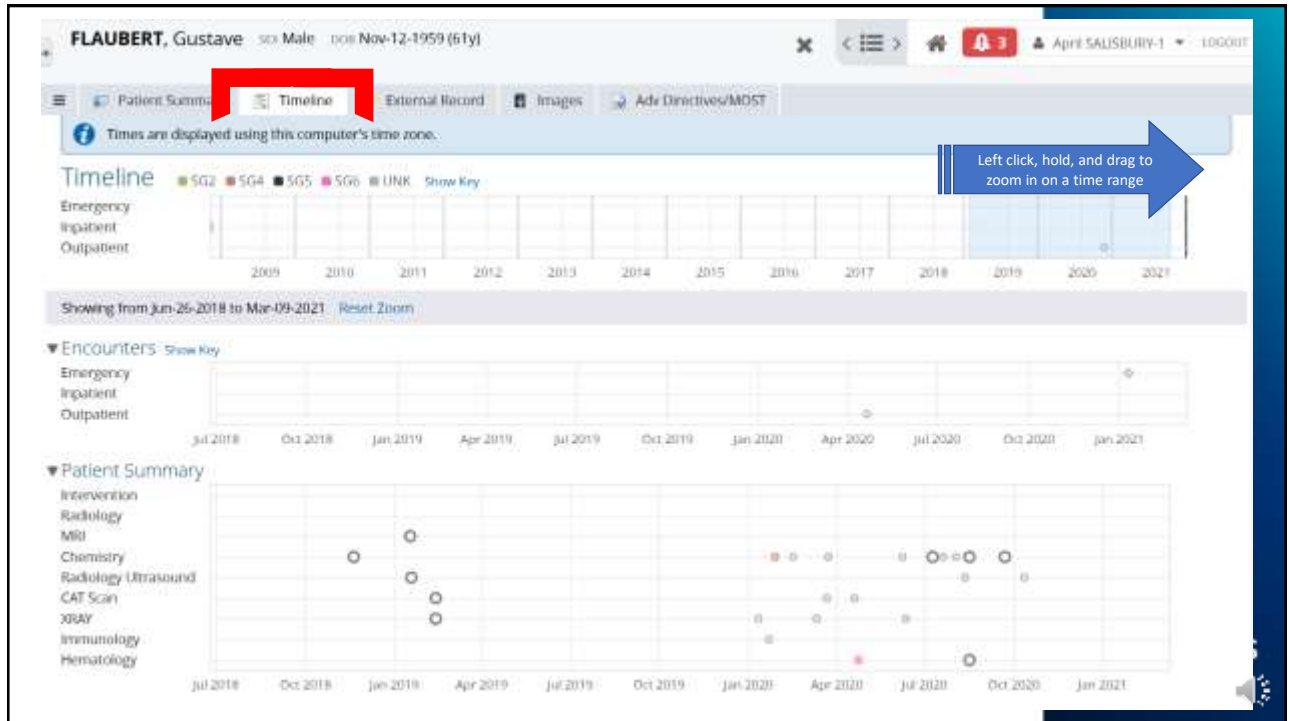 FLAUBERT, Gustave SEX Male DOB Nov-12-1959 (61y)
3 April SALISBURY-1 LOGOUT
Patient Summa Timeline External Record Images Adv Directives/MOST
Times are displayed using this computer's time zone.
Left click, hold, and drag to
zoom in on a time range
Timeline SG2 SG4 SG5 SG6 UNK Show Key
Emergency
Inpatient
Outpatient
2009 2010 2011 2012 2013 2014 2015 2016 2017 2018 2019 2020 2021
Showing from Jun-26-2018 to Mar-09-2021 Reset Zoom
Encounters Show Key
Emergency
Inpatient
Outpatient
Jul 2018 Oct 2018 Jan 2019 Apr 2019 Jul 2019 Oct 2019 Jan 2020 Apr 2020 Jul 2020 Oct 2020 Jan 2021
Patient Summary
Intervention
Radiology
MRI
Chemistry
Radiology Ultrasound
CAT Scan
XRAY
Immunology
Hematology
Jul 2018 Oct 2018 Jan 2019 Apr 2019 Jul 2019 Oct 2019 Jan 2020 Apr 2020 Jul 2020 Oct 2020 Jan 2021